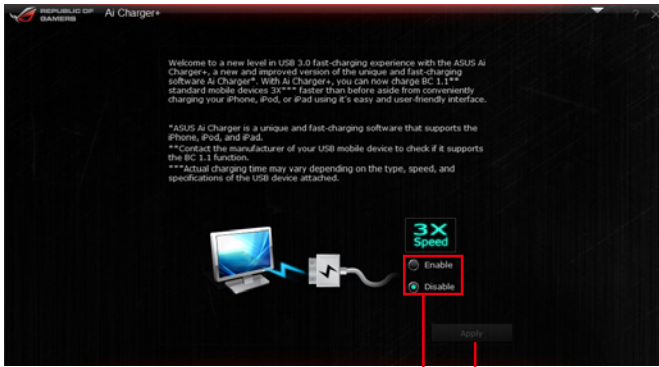 REPUBLIC OF
GAMERS
Ai Charger+
Welcome to a new level in USB 3.0 fast-charging experience with the ASUS Ai
Charger+, a new and improved version of the unique and fast-charging
software Ai Charger*. With Ai Charger+, you can now charge BC 1.1**
standard mobile devices 3X*** faster than before aside from conveniently
charging your iPhone, iPod, or iPad using it's easy and user-friendly interface.
*ASUS Ai Charger is a unique and fast-charging software that supports the
iPhone, iPod, and iPad.
**Contact the manufacturer of your USB mobile device to check if it supports
the BC 1.1 function.
***Actual charging time may vary depending on the type, speed, and
specifications of the USB device attached.
3X
Speed
Enable
Disable
Apply